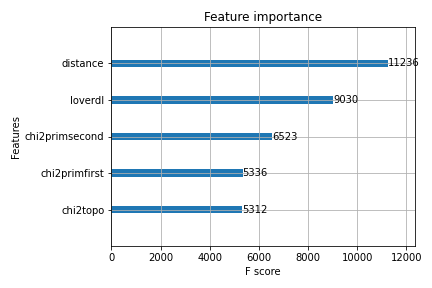 Feature importance
Features
distance
11236
loverdl
9030
chi2primsecond
6523
chi2primfirst
5336
chi2topo
5312
0 2000 4000 6000 8000 10000 12000
F score